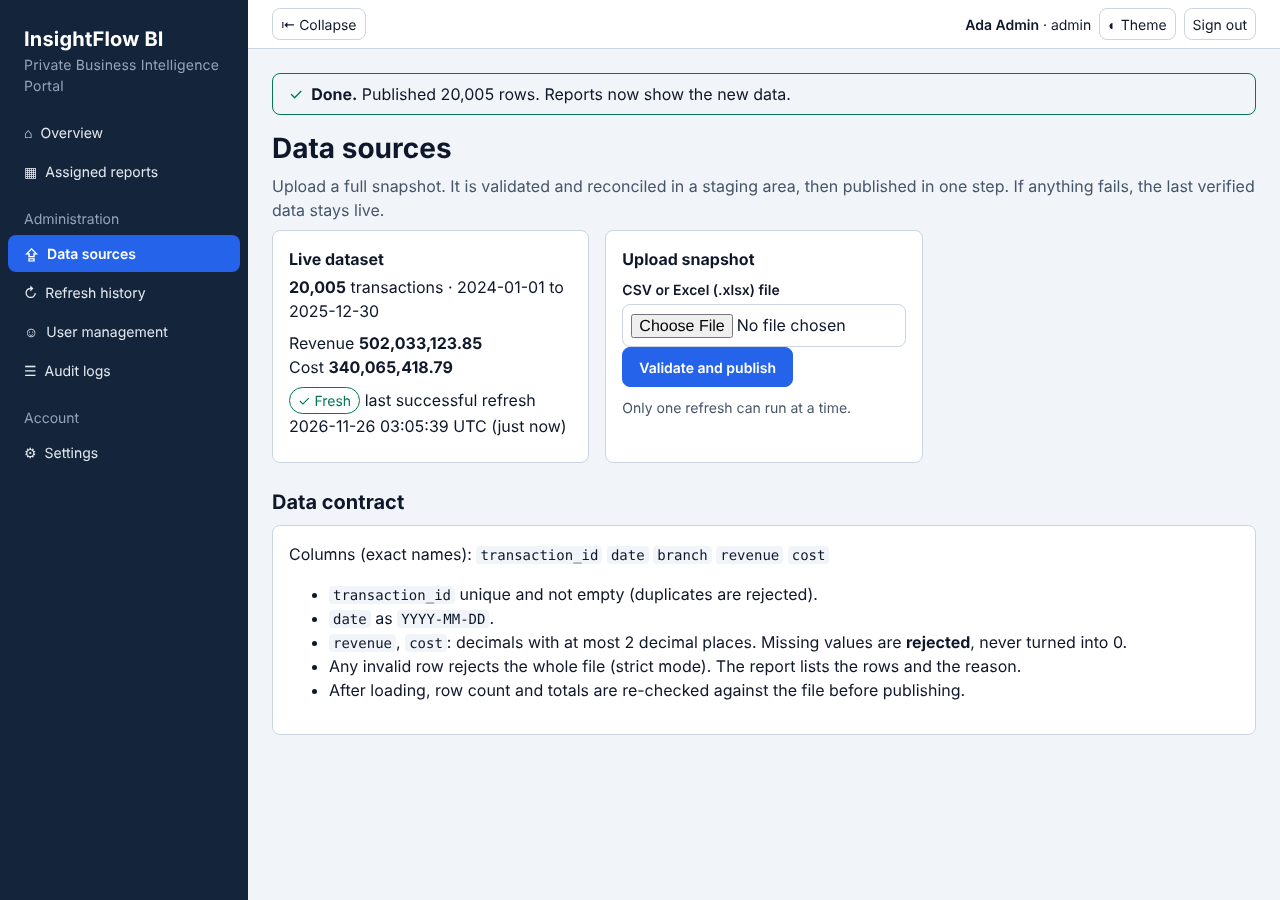 InsightFlow BI
Private Business Intelligence
Portal
⌂ Overview
▦ Assigned reports
Administration
⇪ Data sources
↻ Refresh history
☺ User management
☰ Audit logs
Account
⚙ Settings
⇤ Collapse
Ada Admin · admin
◐ Theme
Sign out
✓ Done. Published 20,005 rows. Reports now show the new data.
Data sources
Upload a full snapshot. It is validated and reconciled in a staging area, then published in one step. If anything fails, the last verified
data stays live.
Live dataset
20,005 transactions · 2024-01-01 to
2025-12-30
Revenue 502,033,123.85
Cost 340,065,418.79
✓ Fresh last successful refresh
2026-11-26 03:05:39 UTC (just now)
Upload snapshot
CSV or Excel (.xlsx) file
Choose File No file chosen
Validate and publish
Only one refresh can run at a time.
Data contract
Columns (exact names): transaction_id date branch revenue cost
• transaction_id unique and not empty (duplicates are rejected).
• date as YYYY-MM-DD.
• revenue, cost: decimals with at most 2 decimal places. Missing values are rejected, never turned into 0.
• Any invalid row rejects the whole file (strict mode). The report lists the rows and the reason.
• After loading, row count and totals are re-checked against the file before publishing.